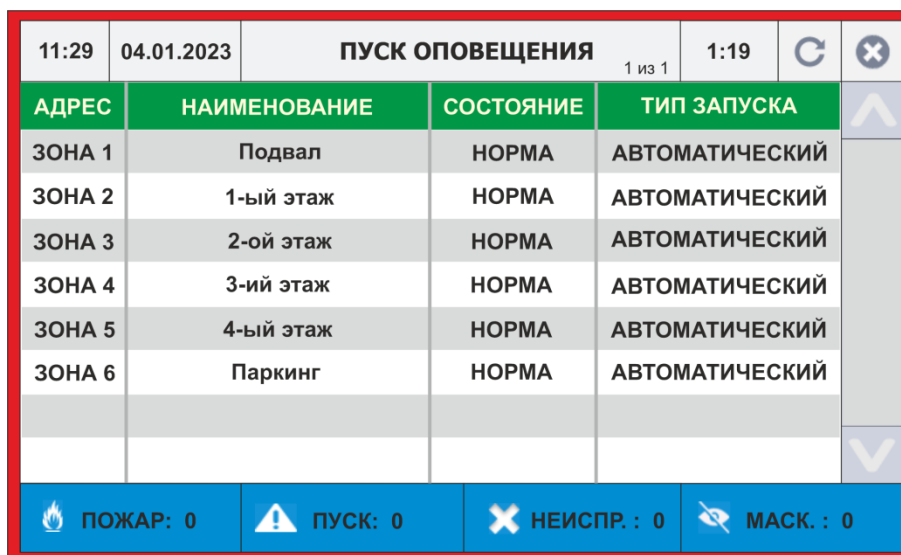 11:29 04.01.2023 ПУСК ОПОВЕЩЕНИЯ 1 из 1 1:19
АДРЕС НАИМЕНОВАНИЕ СОСТОЯНИЕ ТИП ЗАПУСКА
ЗОНА 1 Подвал НОРМА АВТОМАТИЧЕСКИЙ
ЗОНА 2 1-ый этаж НОРМА АВТОМАТИЧЕСКИЙ
ЗОНА 3 2-ой этаж НОРМА АВТОМАТИЧЕСКИЙ
ЗОНА 4 3-ий этаж НОРМА АВТОМАТИЧЕСКИЙ
ЗОНА 5 4-ый этаж НОРМА АВТОМАТИЧЕСКИЙ
ЗОНА 6 Паркинг НОРМА АВТОМАТИЧЕСКИЙ
ПОЖАР: 0 ПУСК: 0 НЕИСПР. : 0 МАСК. : 0